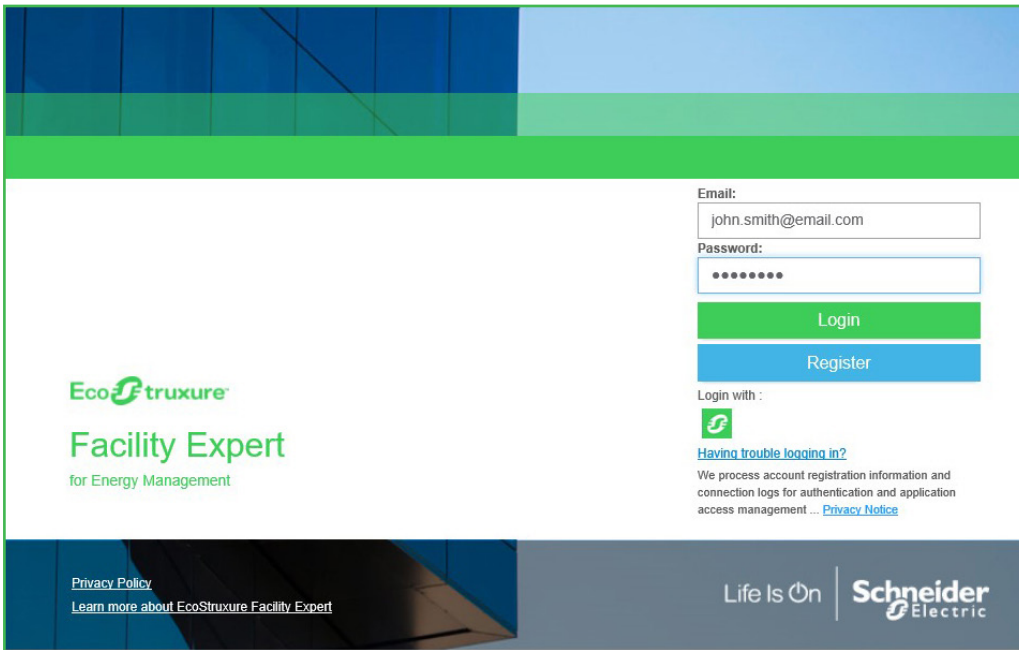 Email:
john.smith@email.com
Password:
••••••••
Login
Register
Login with :
Having trouble logging in?
We process account registration information and
connection logs for authentication and application
access management ... Privacy Notice
EcoStruxure™
Facility Expert
for Energy Management
Privacy Policy
Learn more about EcoStruxure Facility Expert
Life Is On
Schneider
Electric